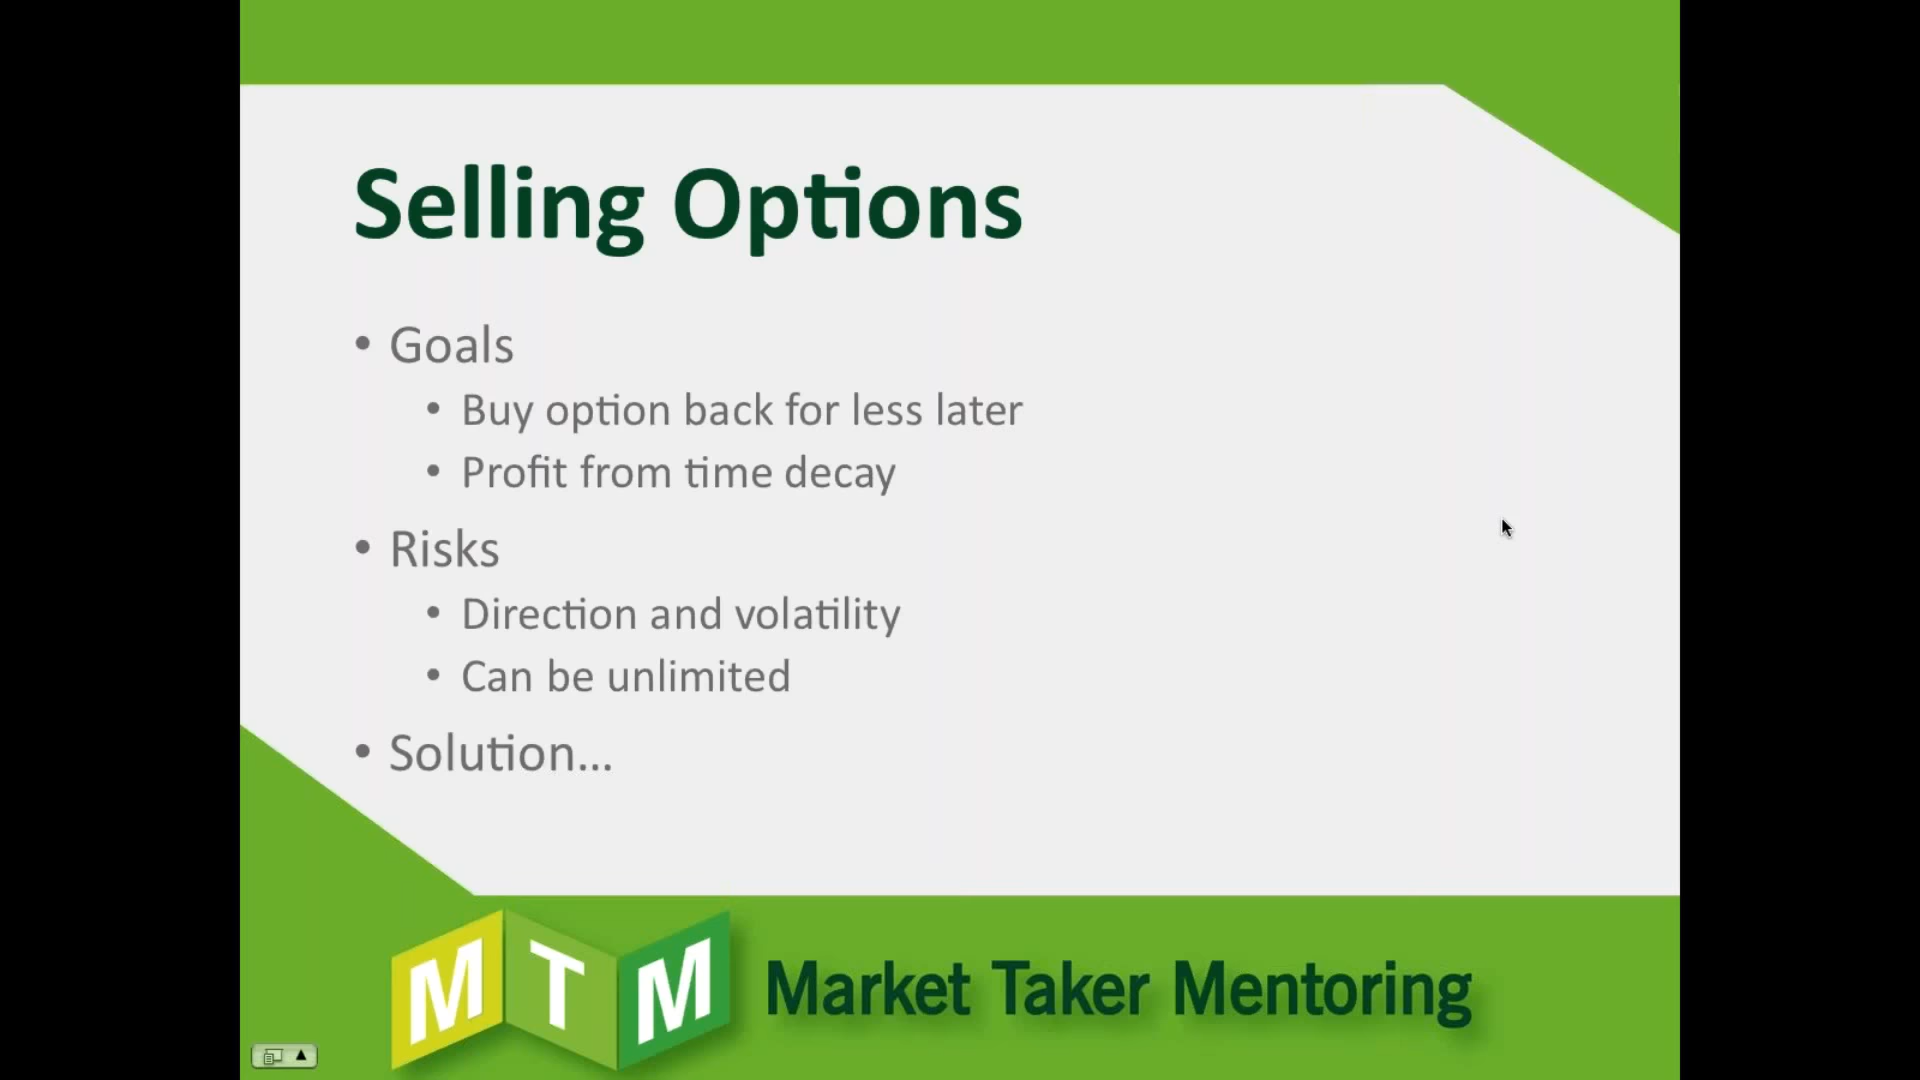 Selling Options
• Goals
• Buy option back for less later
• Profit from time decay
• Risks
• Direction and volatility
• Can be unlimited
• Solution...
MTM Market Taker Mentoring